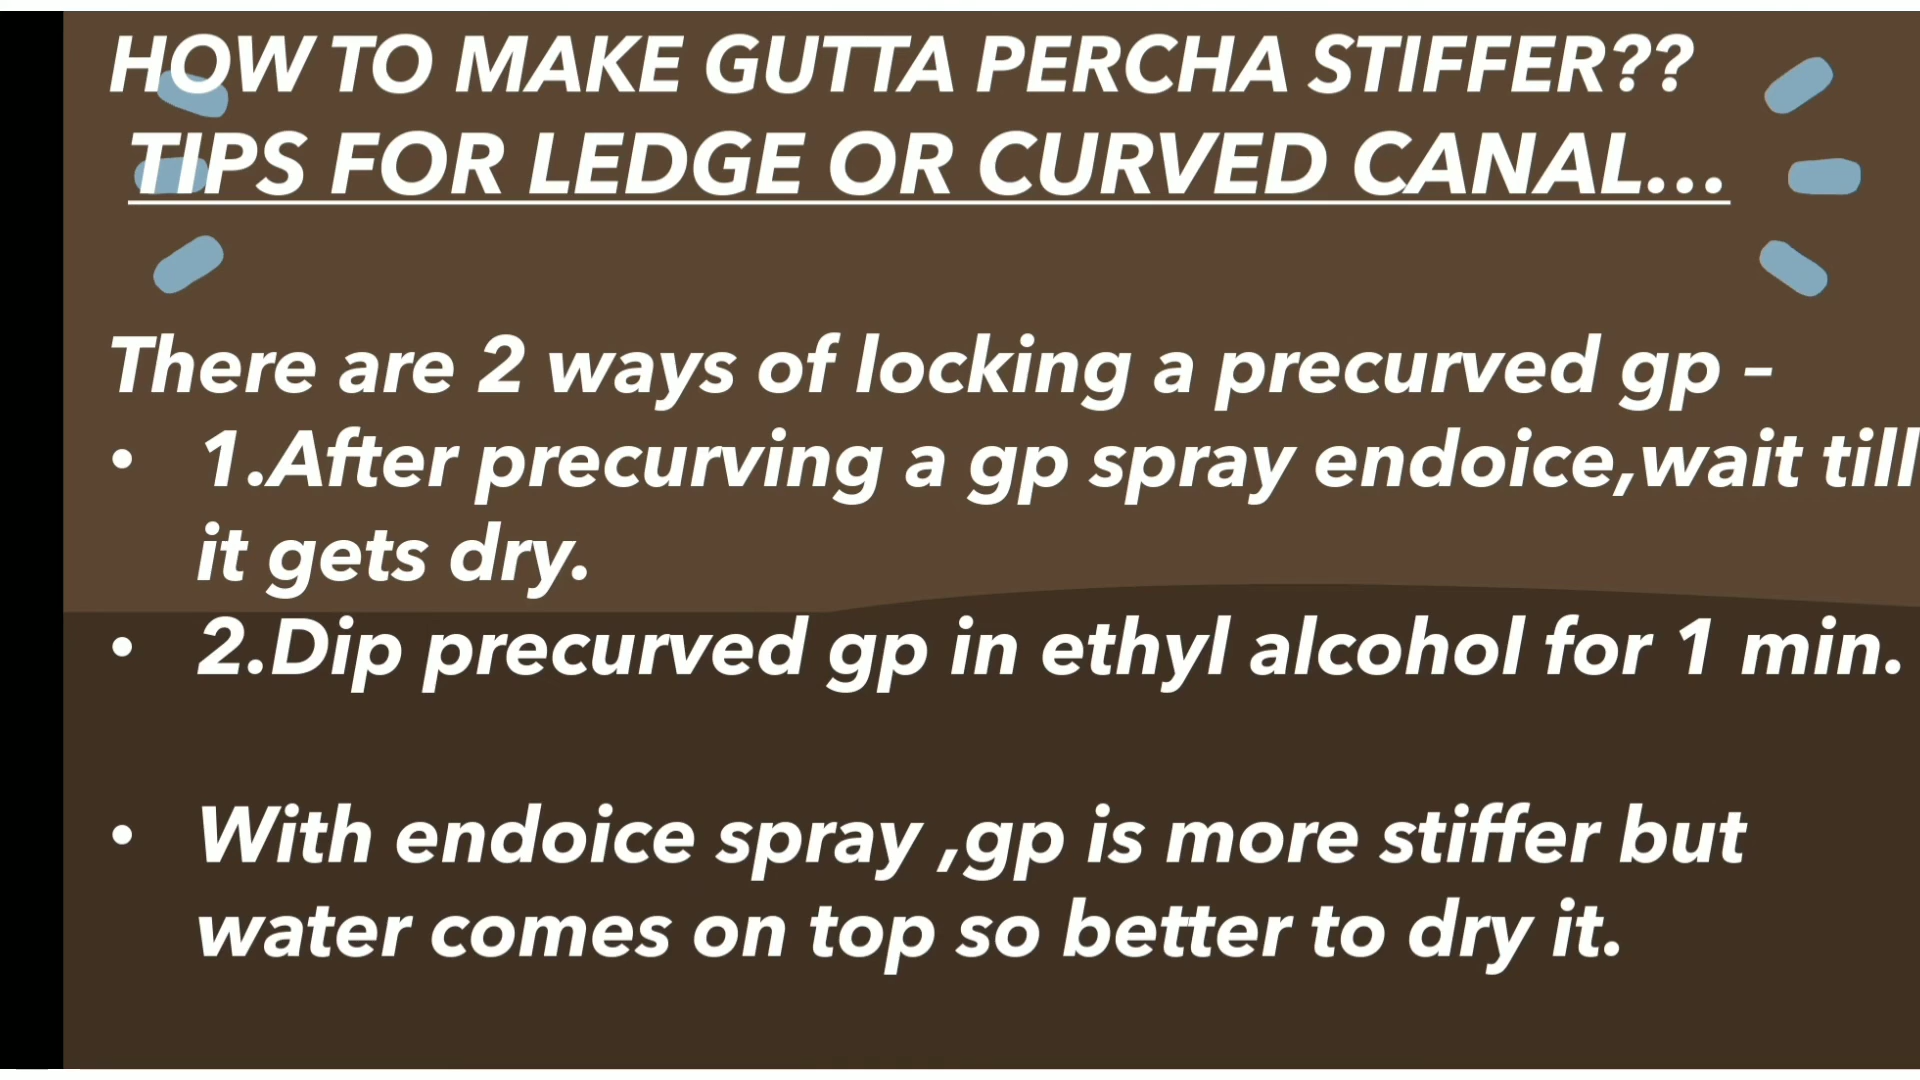 HOW TO MAKE GUTTA PERCHA STIFFER??
TIPS FOR LEDGE OR CURVED CANAL...
There are 2 ways of locking a precurved gp –
• 1.After precurving a gp spray endoice,wait till
it gets dry.
• 2.Dip precurved gp in ethyl alcohol for 1 min.
• With endoice spray ,gp is more stiffer but
water comes on top so better to dry it.